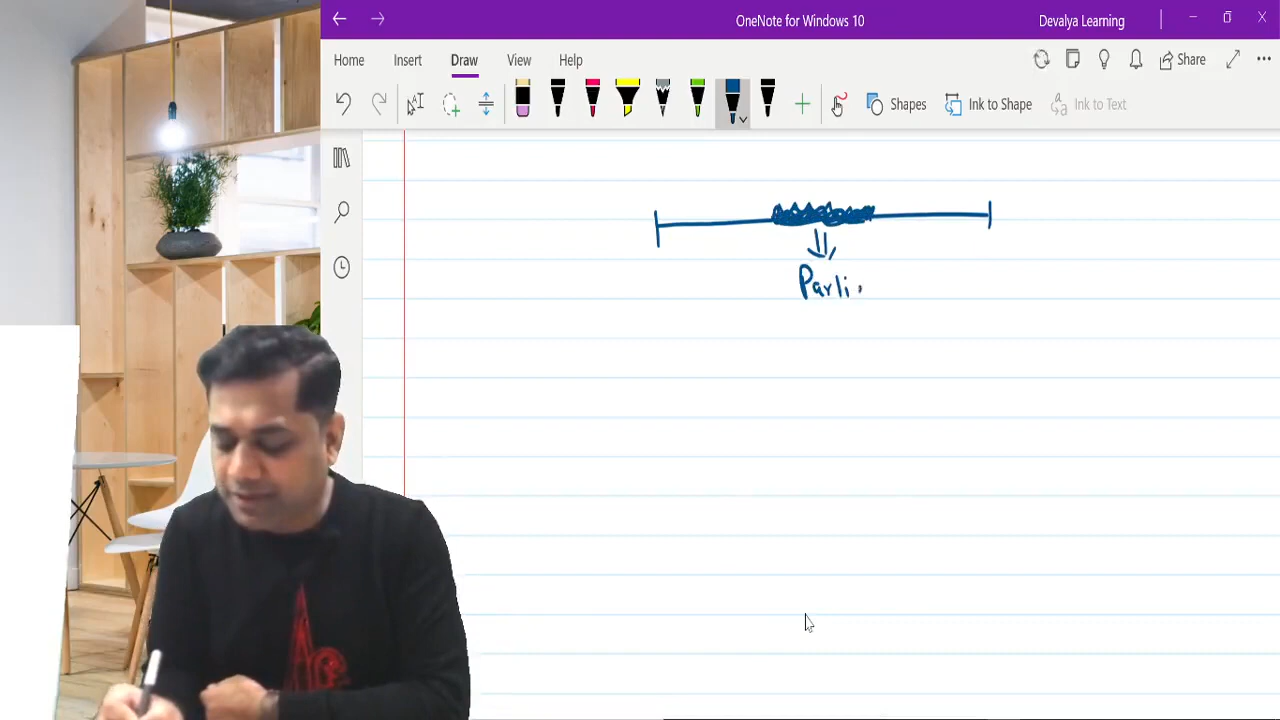 OneNote for Windows 10
Devalya Learning
Home Insert Draw View Help
Share
Shapes Ink to Shape Ink to Text
Parli